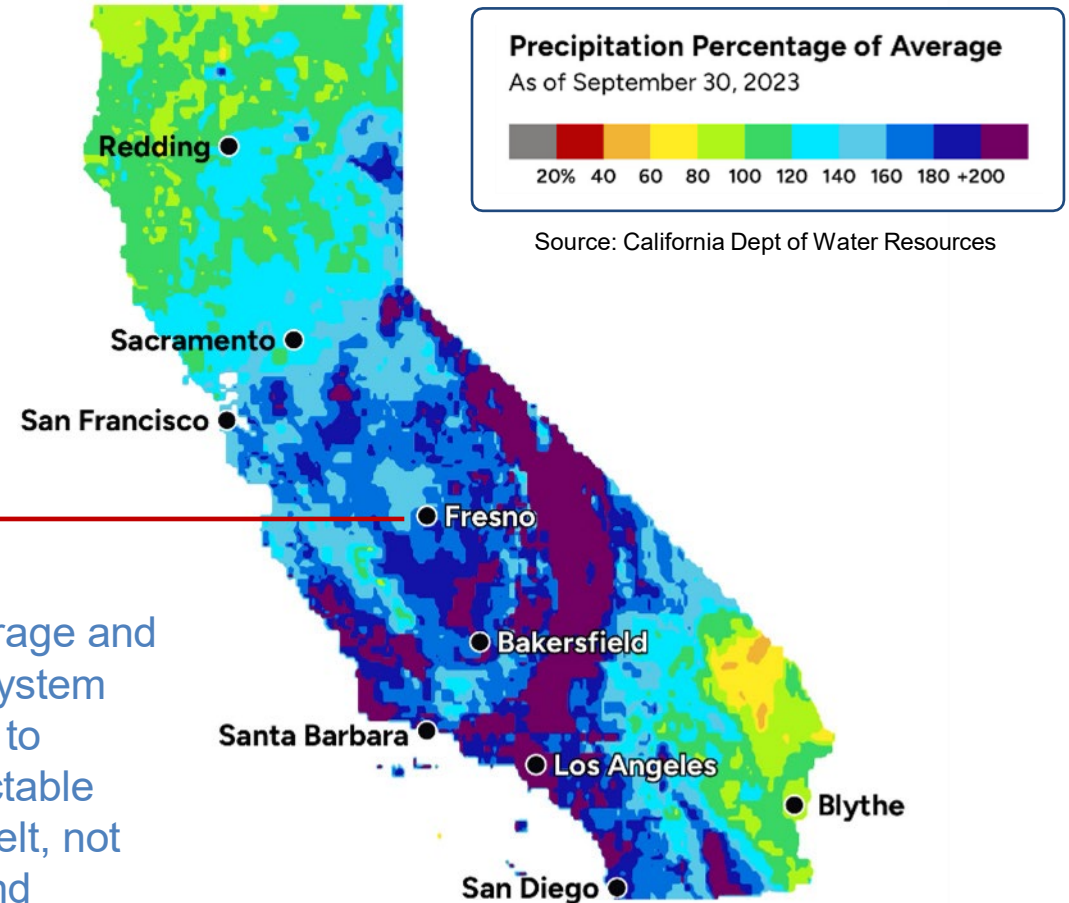 Precipitation Percentage of Average
As of September 30, 2023
20% 40 60 80 100 120 140 160 180 +200
Source: California Dept of Water Resources
Redding
Sacramento
San Francisco
Fresno
rage and
ystem
to
ctable
elt, not
nd
Bakersfield
Santa Barbara
Los Angeles
Blythe
San Diego